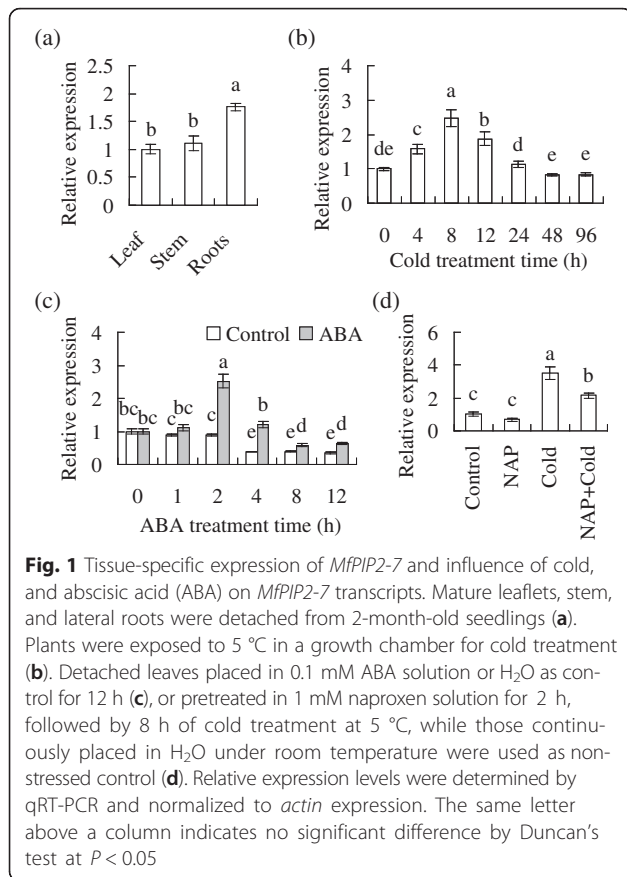 (a)
Relative expression
2.5
2
1.5
1
0.5
0
b
b
a
Leaf
Stem
Roots
(b)
Relative expression
4
3
2
1
0
de
c
a
b
d
e
e
0 4 8 12 24 48 96
Cold treatment time (h)
(c)
Control ABA
Relative expression
4
3
2
1
0
bc bc
c bc
c a
e b
e d
e d
0 1 2 4 8 12
ABA treatment time (h)
(d)
Relative expression
6
4
2
0
c
c
a
b
Control
NAP
Cold
NAP+Cold
Fig. 1 Tissue-specific expression of MfPIP2-7 and influence of cold,
and abscisic acid (ABA) on MfPIP2-7 transcripts. Mature leaflets, stem,
and lateral roots were detached from 2-month-old seedlings (a).
Plants were exposed to 5 °C in a growth chamber for cold treatment
(b). Detached leaves placed in 0.1 mM ABA solution or H2O as con-
trol for 12 h (c), or pretreated in 1 mM naproxen solution for 2 h,
followed by 8 h of cold treatment at 5 °C, while those continu-
ously placed in H2O under room temperature were used as non-
stressed control (d). Relative expression levels were determined by
qRT-PCR and normalized to actin expression. The same letter
above a column indicates no significant difference by Duncan's
test at P < 0.05